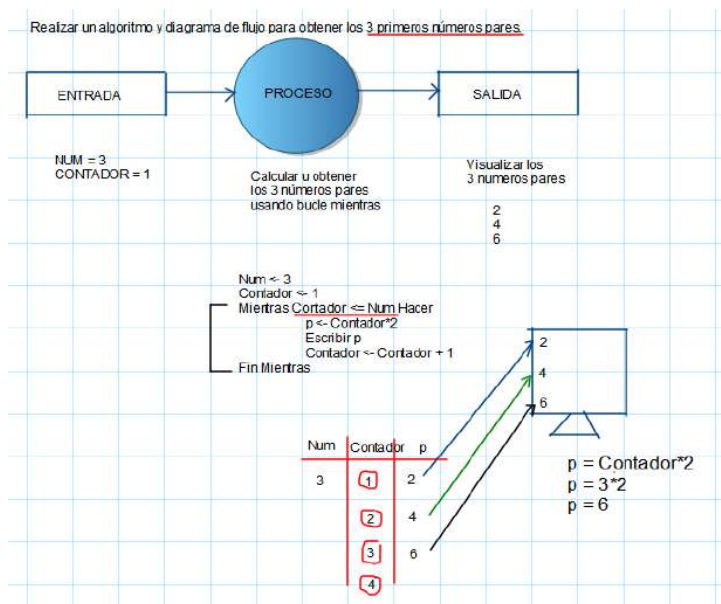 Realizar un algoritmo y diagrama de flujo para obtener los 3 primeros números pares.
ENTRADA
PROCESO
SALIDA
NUM = 3
CONTADOR = 1
Calcular u obtener
los 3 números pares
usando bucle mientras
Visualizar los
3 numeros pares
2
4
6
Num <- 3
Contador <- 1
Mientras Contador <= Num Hacer
p <- Contador*2
Escribir p
Contador <- Contador + 1
Fin Mientras
2
4
6
Num Contador p
3 1 2
2 4
3 6
4
p = Contador*2
p = 3*2
p = 6